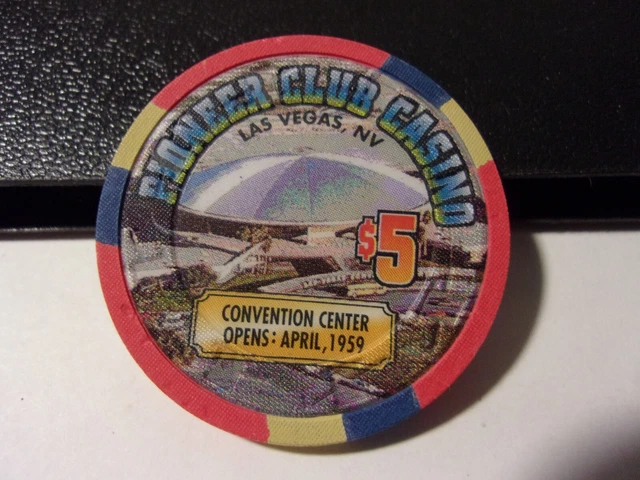 PIONEER CLUB CASINO
LAS VEGAS, NV
$5
CONVENTION CENTER
OPENS: APRIL, 1959